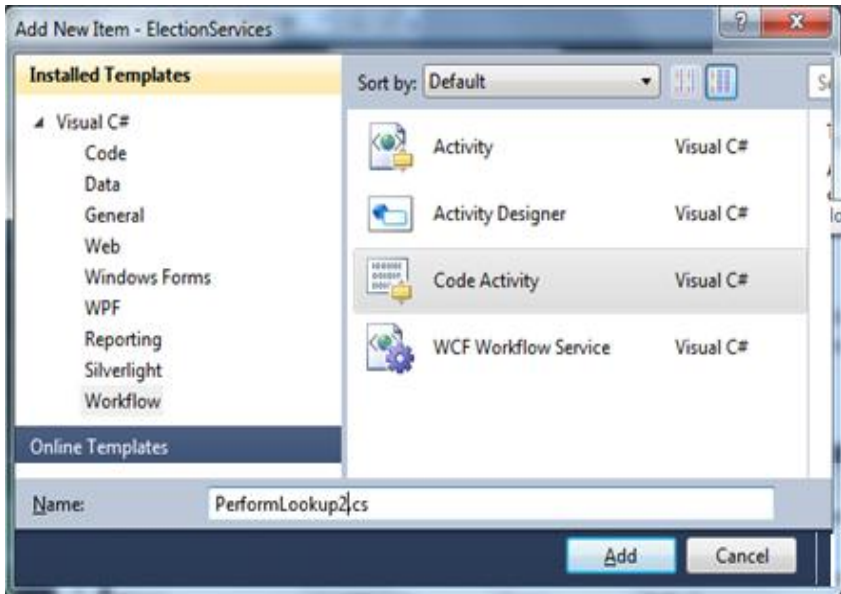 Add New Item - ElectionServices
Installed Templates
Visual C#
Code
Data
General
Web
Windows Forms
WPF
Reporting
Silverlight
Workflow
Online Templates
Sort by: Default
Activity Visual C#
Activity Designer Visual C#
Code Activity Visual C#
WCF Workflow Service Visual C#
Name: PerformLookup2.cs
Add Cancel